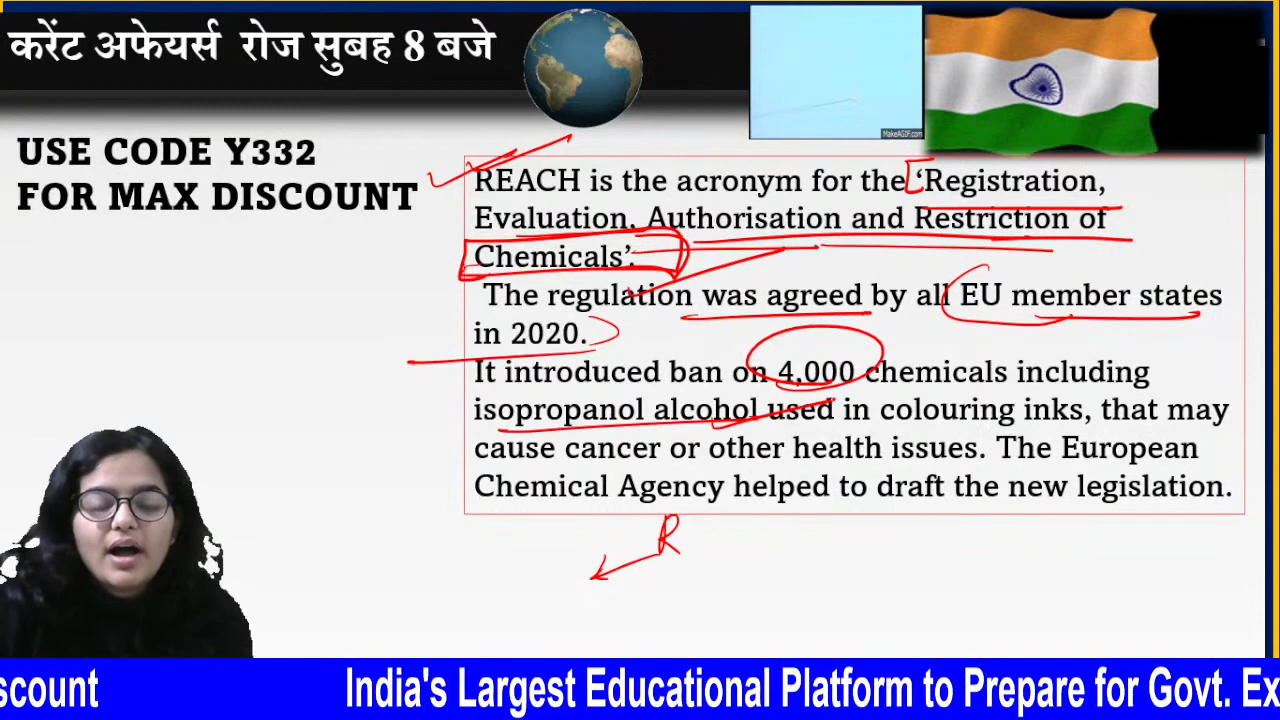 करेंट अफेयर्स रोज सुबह 8 बजे
MakeAGIF.com
USE CODE Y332
FOR MAX DISCOUNT
REACH is the acronym for the ‘Registration,
Evaluation, Authorisation and Restriction of
Chemicals’.
The regulation was agreed by all EU member states
in 2020.
It introduced ban on 4,000 chemicals including
isopropanol alcohol used in colouring inks, that may
cause cancer or other health issues. The European
Chemical Agency helped to draft the new legislation.
R
scount India's Largest Educational Platform to Prepare for Govt. Ex